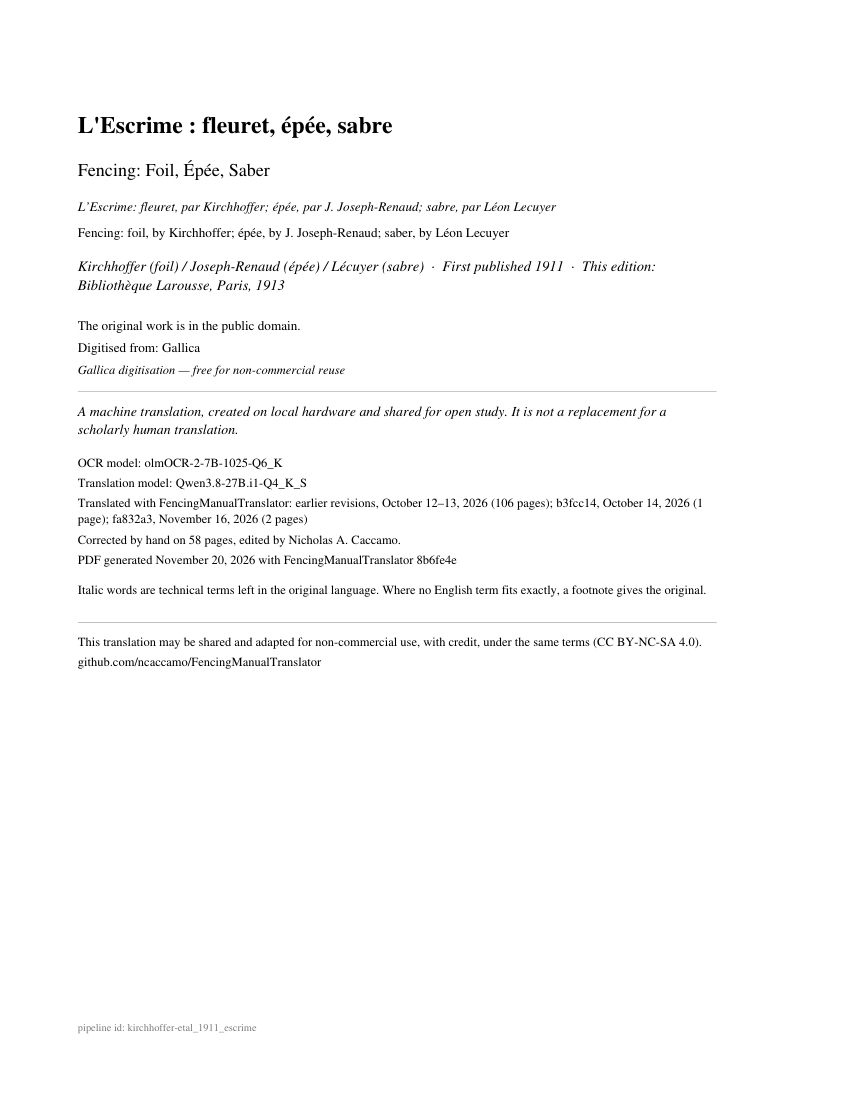 L'Escrime : fleuret, épée, sabre
Fencing: Foil, Épée, Saber
L'Escrime: fleuret, par Kirchhoffer; épée, par J. Joseph-Renaud; sabre, par Léon Lecuyer
Fencing: foil, by Kirchhoffer; épée, by J. Joseph-Renaud; saber, by Léon Lecuyer
Kirchhoffer (foil) / Joseph-Renaud (épée) / Lécuyer (sabre) · First published 1911 · This edition:
Bibliothèque Larousse, Paris, 1913
The original work is in the public domain.
Digitised from: Gallica
Gallica digitisation — free for non-commercial reuse
A machine translation, created on local hardware and shared for open study. It is not a replacement for a
scholarly human translation.
OCR model: olmOCR-2-7B-1025-Q6_K
Translation model: Qwen3.8-27B.i1-Q4_K_S
Translated with FencingManualTranslator: earlier revisions, October 12–13, 2026 (106 pages); b3fcc14, October 14, 2026 (1
page); fa832a3, November 16, 2026 (2 pages)
Corrected by hand on 58 pages, edited by Nicholas A. Caccamo.
PDF generated November 20, 2026 with FencingManualTranslator 8b6fe4e
Italic words are technical terms left in the original language. Where no English term fits exactly, a footnote gives the original.
This translation may be shared and adapted for non-commercial use, with credit, under the same terms (CC BY-NC-SA 4.0).
github.com/ncaccamo/FencingManualTranslator
pipeline id: kirchhoffer-etal_1911_escrime